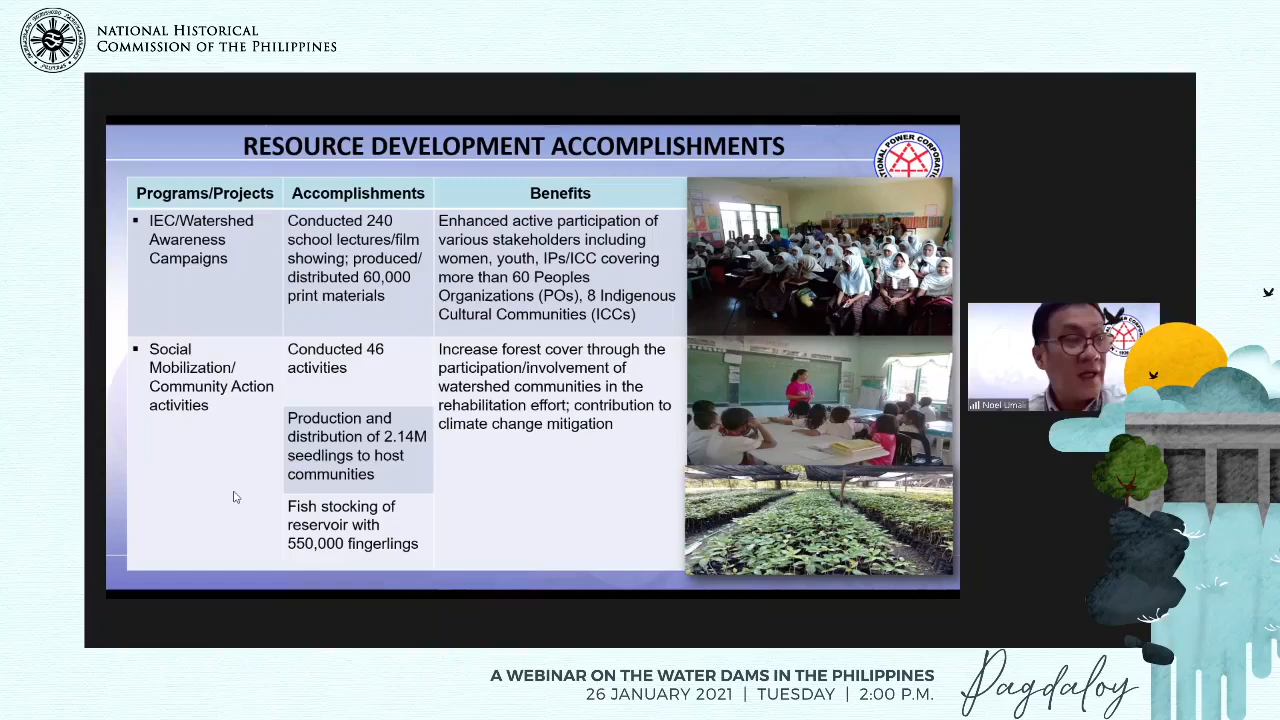 NATIONAL HISTORICAL
COMMISSION OF THE PHILIPPINES
RESOURCE DEVELOPMENT ACCOMPLISHMENTS
Programs/Projects
Accomplishments
Benefits
▪ IEC/Watershed
Awareness
Campaigns
Conducted 240
school lectures/film
showing; produced/
distributed 60,000
print materials
Enhanced active participation of
various stakeholders including
women, youth, IPs/ICC covering
more than 60 Peoples
Organizations (POs), 8 Indigenous
Cultural Communities (ICCs)
▪ Social
Mobilization/
Community Action
activities
Conducted 46
activities
Production and
distribution of 2.14M
seedlings to host
communities
Fish stocking of
reservoir with
550,000 fingerlings
Increase forest cover through the
participation/involvement of
watershed communities in the
rehabilitation effort; contribution to
climate change mitigation
Noel Umali
A WEBINAR ON THE WATER DAMS IN THE PHILIPPINES
26 JANUARY 2021 | TUESDAY | 2:00 P.M.
Pagdaloy